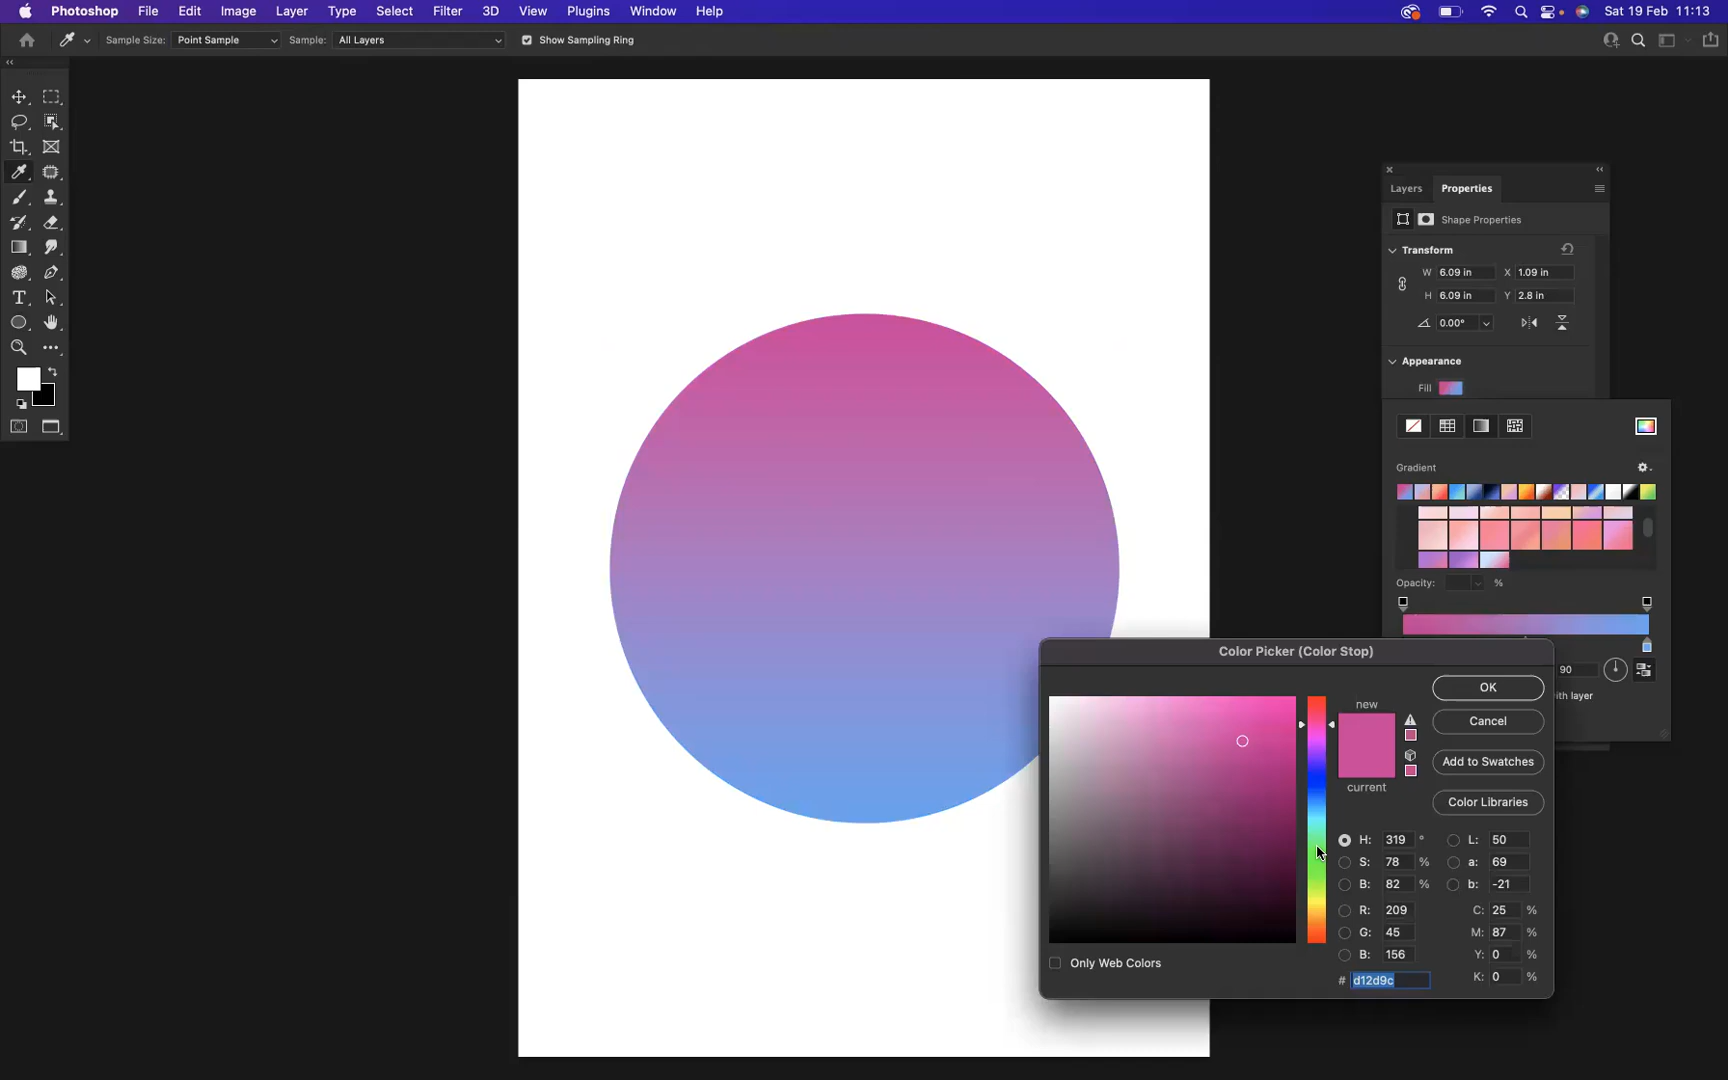 Photoshop File Edit Image Layer Type Select Filter 3D View Plugins Window Help Sat 19 Feb 11:13
Sample Size: Point Sample Sample: All Layers Show Sampling Ring
Layers Properties
Shape Properties
Transform
W 6.09 in X 1.09 in
H 6.09 in Y 2.8 in
0.00°
Appearance
Fill
Gradient
Opacity: %
90
ith layer
Color Picker (Color Stop)
new
current
OK
Cancel
Add to Swatches
Color Libraries
H: 319 ° L: 50
S: 78 % a: 69
B: 82 % b: -21
R: 209 C: 25 %
G: 45 M: 87 %
B: 156 Y: 0 %
# d12d9c K: 0 %
Only Web Colors